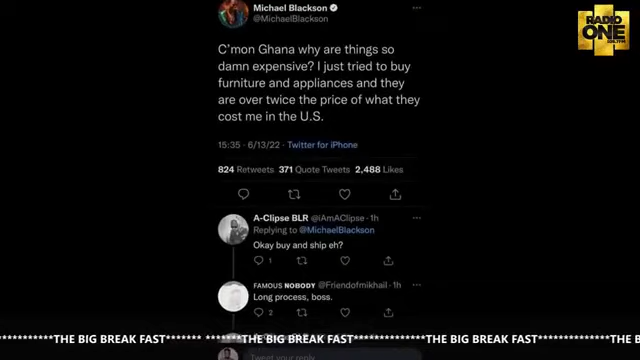 Michael Blackson
@MichaelBlackson
RADIO
ONE
C'mon Ghana why are things so
damn expensive? I just tried to buy
furniture and appliances and they
are over twice the price of what they
cost me in the U.S.
15:35 · 6/13/22 · Twitter for iPhone
824 Retweets 371 Quote Tweets 2,488 Likes
A-Clipse BLR @iAmAClipse · 1h
Replying to @MichaelBlackson
Okay buy and ship eh?
1
FAMOUS NOBODY @Friendofmikhail · 1h
Long process, boss.
2
**********THE BIG BREAK FAST******* ***********************THE BIG BREAK FAST*********************************THE BIG BREAK FAST**********
Tweet your reply